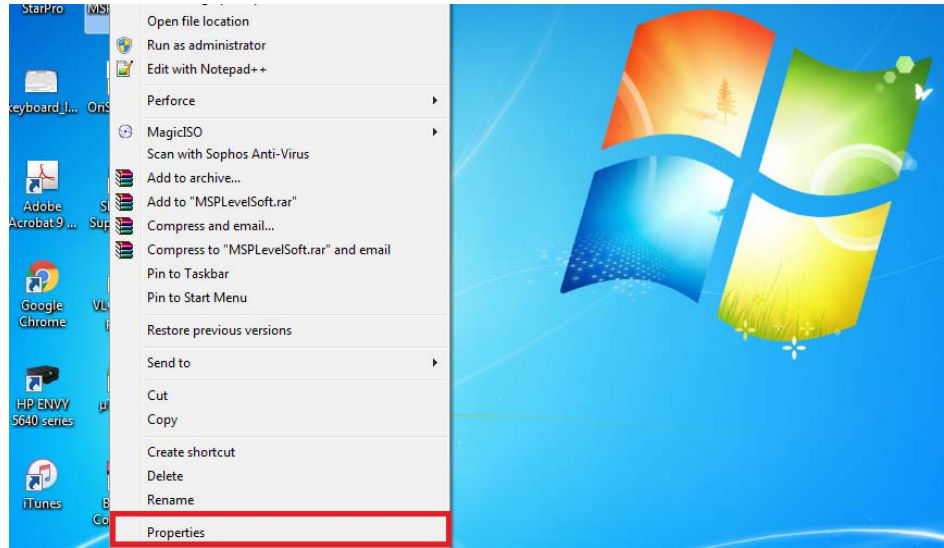 StarPro
Open file location
Run as administrator
Edit with Notepad++
Perforce
MagicISO
Scan with Sophos Anti-Virus
Add to archive...
Add to "MSPLevelSoft.rar"
Compress and email...
Compress to "MSPLevelSoft.rar" and email
Pin to Taskbar
Pin to Start Menu
Restore previous versions
Send to
Cut
Copy
Create shortcut
Delete
Rename
Properties
Adobe
Acrobat 9 ...
Google
Chrome
HP ENVY
5640 series
iTunes